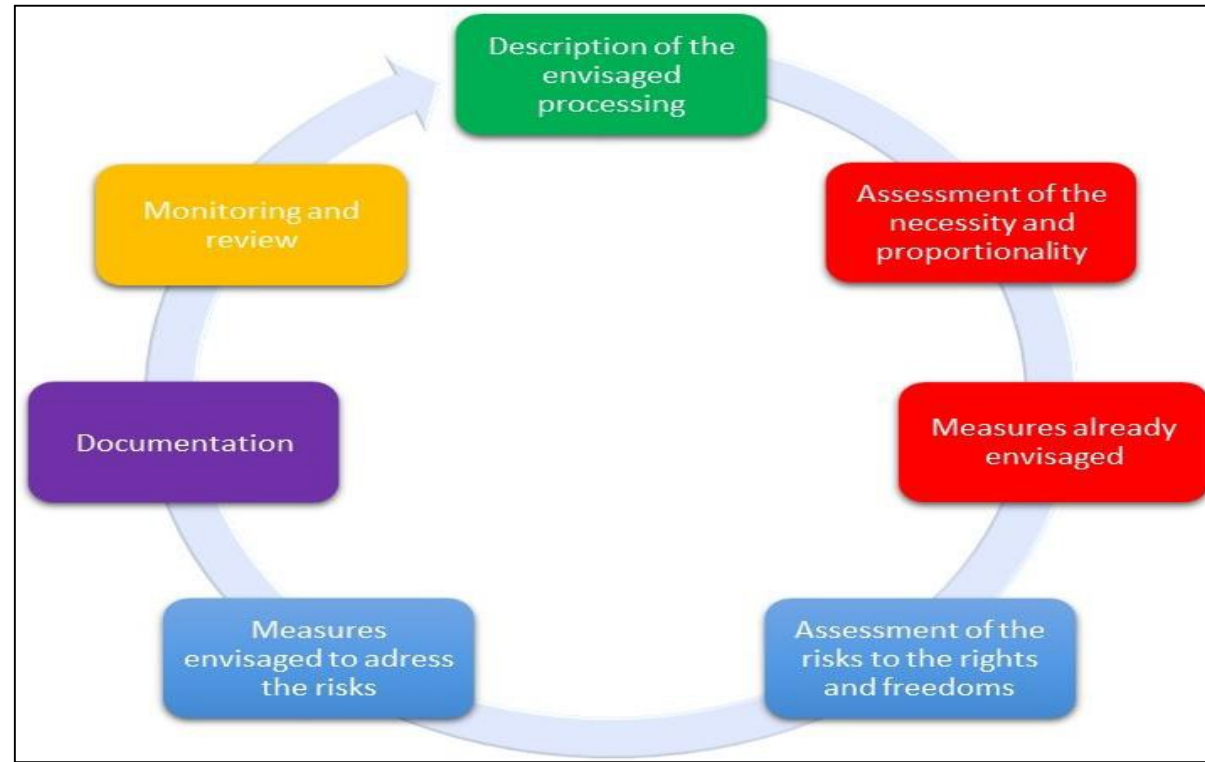 Description of the
envisaged
processing
Assessment of the
necessity and
proportionality
Measures already
envisaged
Assessment of the
risks to the rights
and freedoms
Measures
envisaged to adress
the risks
Documentation
Monitoring and
review